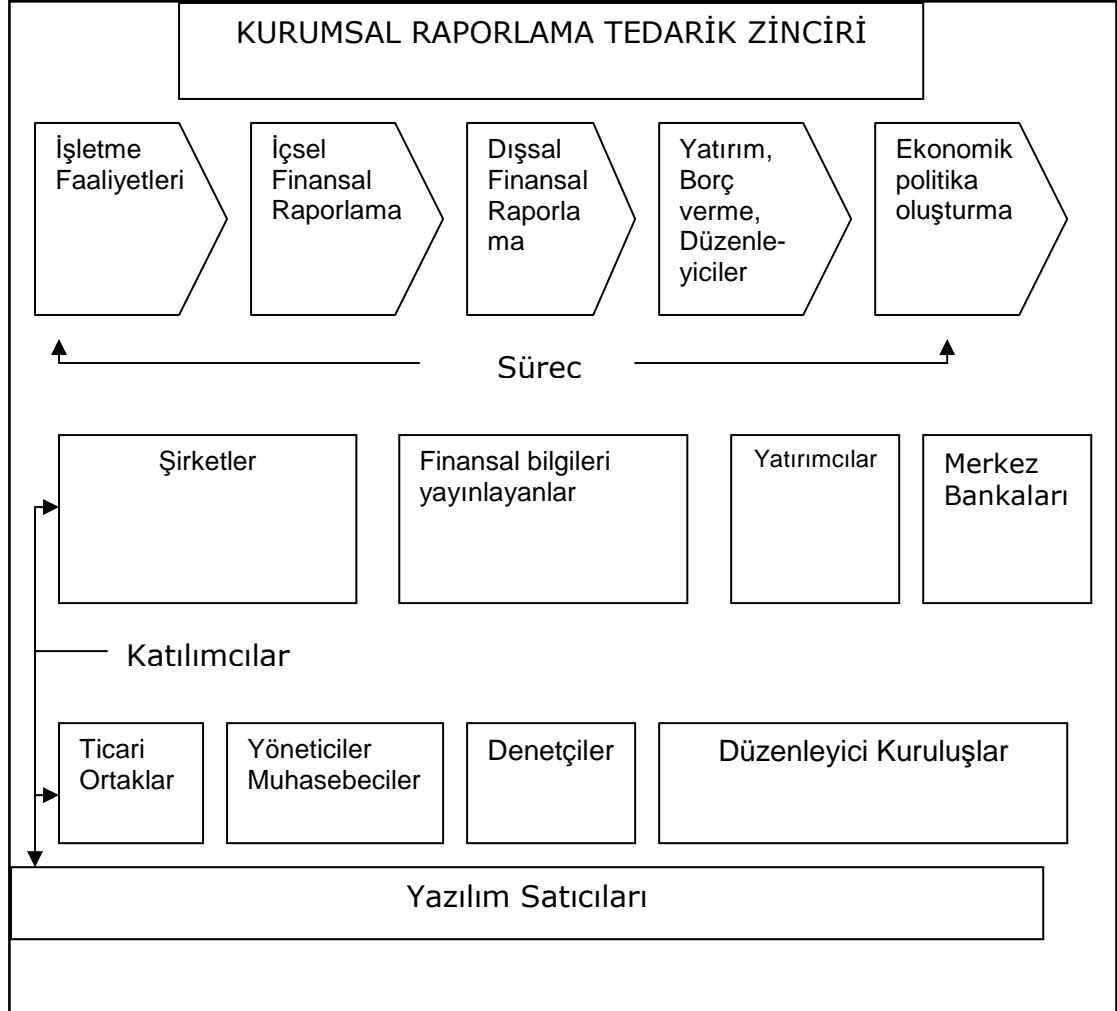 KURUMSAL RAPORLAMA TEDARİK ZİNCİRİ
İşletme
Faaliyetleri
İçsel
Finansal
Raporlama
Dışsal
Finansal
Raporla
ma
Yatırım,
Borç
verme,
Düzenle-
yiciler
Ekonomik
politika
oluşturma
Sürec
Şirketler
Finansal bilgileri
yayınlayanlar
Yatırımcılar
Merkez
Bankaları
Katılımcılar
Ticari
Ortaklar
Yöneticiler
Muhasebeciler
Denetçiler
Düzenleyici Kuruluşlar
Yazılım Satıcıları